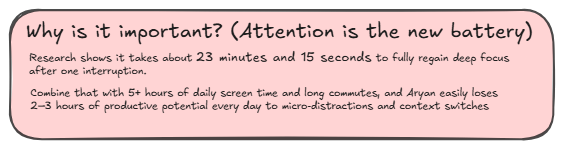 Why is it important? (Attention is the new battery)
Research shows it takes about 23 minutes and 15 seconds to fully regain deep focus
after one interruption.
Combine that with 5+ hours of daily screen time and long commutes, and Aryan easily loses
2–3 hours of productive potential every day to micro-distractions and context switches